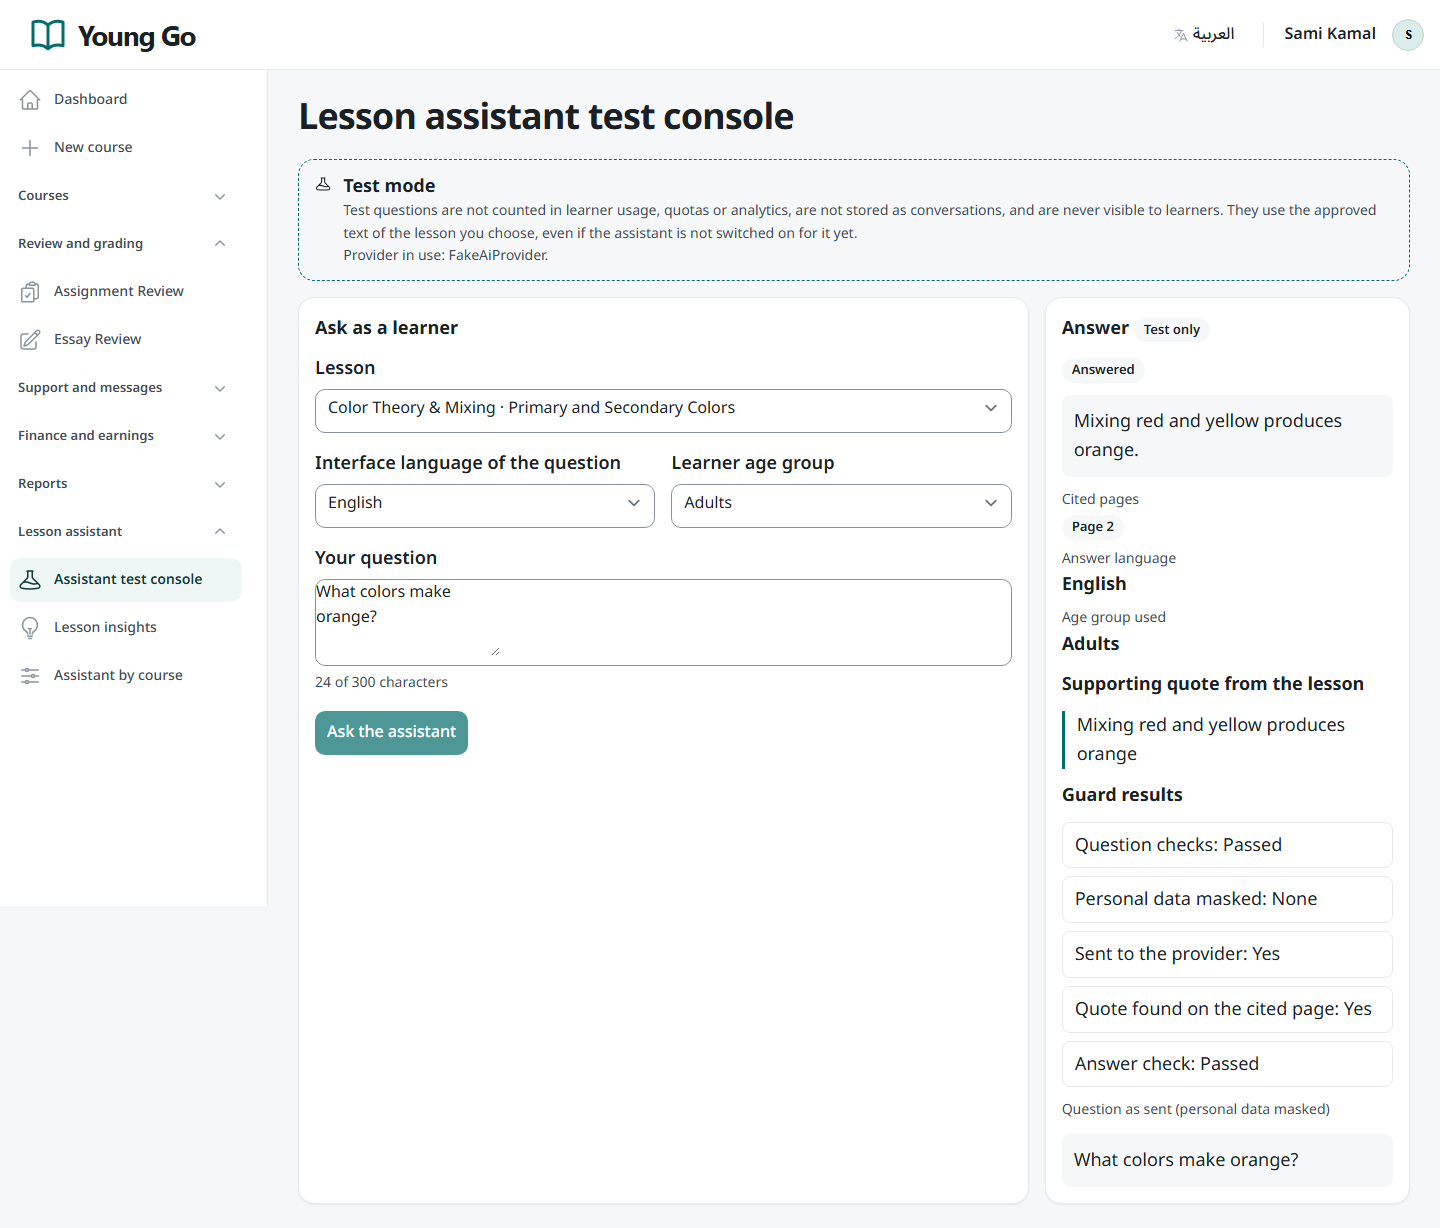 Young Go
العربية
Sami Kamal
S
Dashboard
New course
Courses
Review and grading
Assignment Review
Essay Review
Support and messages
Finance and earnings
Reports
Lesson assistant
Assistant test console
Lesson insights
Assistant by course
Lesson assistant test console
Test mode
Test questions are not counted in learner usage, quotas or analytics, are not stored as conversations, and are never visible to learners. They use the approved
text of the lesson you choose, even if the assistant is not switched on for it yet.
Provider in use: FakeAiProvider.
Ask as a learner
Lesson
Color Theory & Mixing · Primary and Secondary Colors
Interface language of the question
Learner age group
English
Adults
Your question
What colors make
orange?
24 of 300 characters
Ask the assistant
Answer
Test only
Answered
Mixing red and yellow produces
orange.
Cited pages
Page 2
Answer language
English
Age group used
Adults
Supporting quote from the lesson
Mixing red and yellow produces
orange
Guard results
Question checks: Passed
Personal data masked: None
Sent to the provider: Yes
Quote found on the cited page: Yes
Answer check: Passed
Question as sent (personal data masked)
What colors make orange?